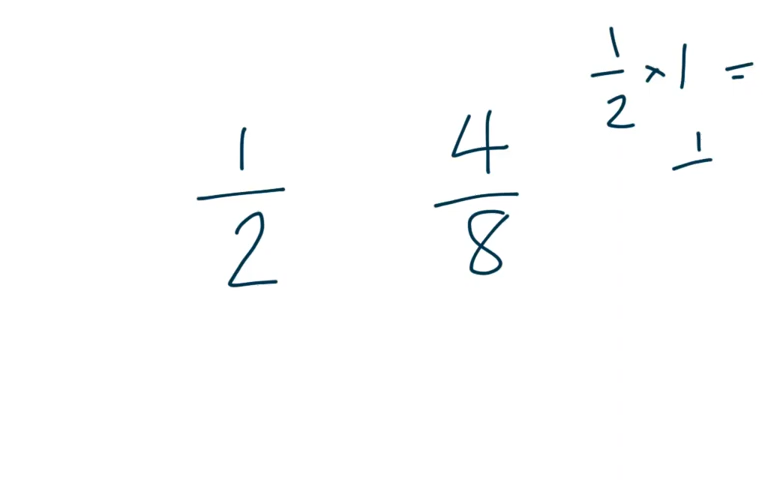 1/2 4/8
1/2 × 1 =
1/